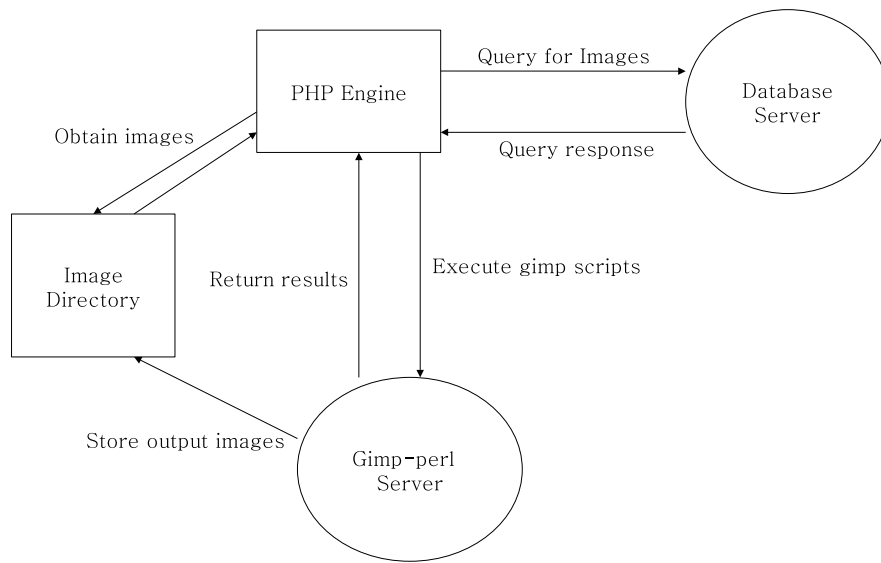 Query for Images
PHP Engine
Database
Server
Obtain images
Query response
Image
Directory
Return results
Execute gimp scripts
Store output images
Gimp-perl
Server